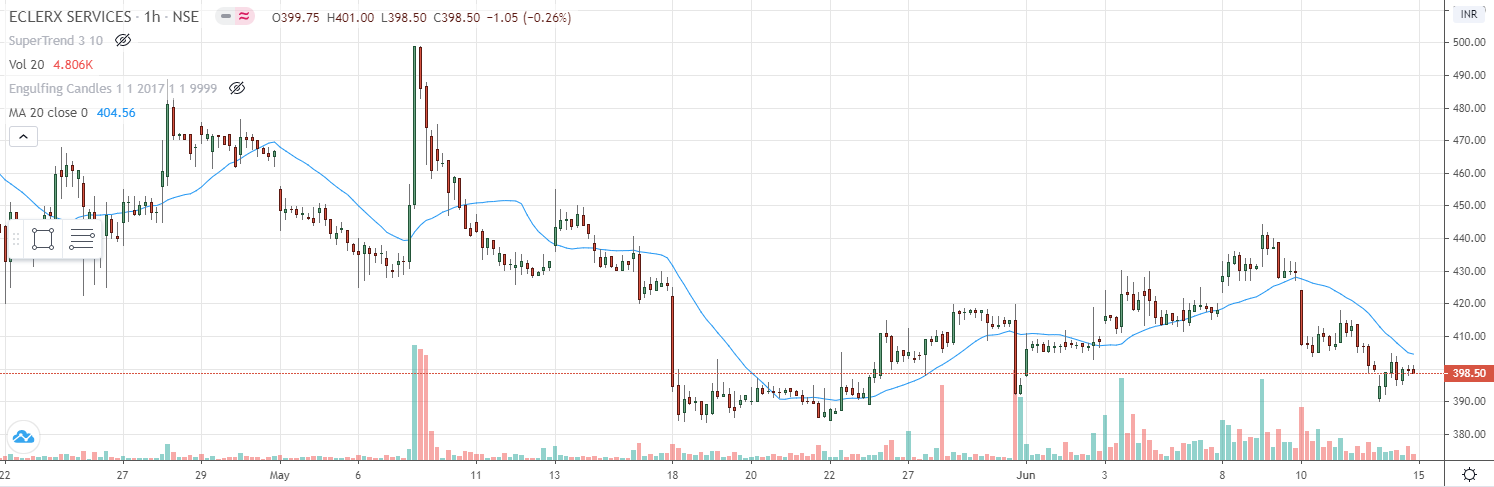 ECLERX SERVICES · 1h · NSE O399.75 H401.00 L398.50 C398.50 −1.05 (−0.26%)
SuperTrend 3 10
Vol 20 4.806K
Engulfing Candles 1 1 2017 1 1 9999
MA 20 close 0 404.56
INR
500.00
490.00
480.00
470.00
460.00
450.00
440.00
430.00
420.00
410.00
398.50
390.00
380.00
22 27 29 May 6 11 13 18 20 22 27 Jun 3 8 10 15